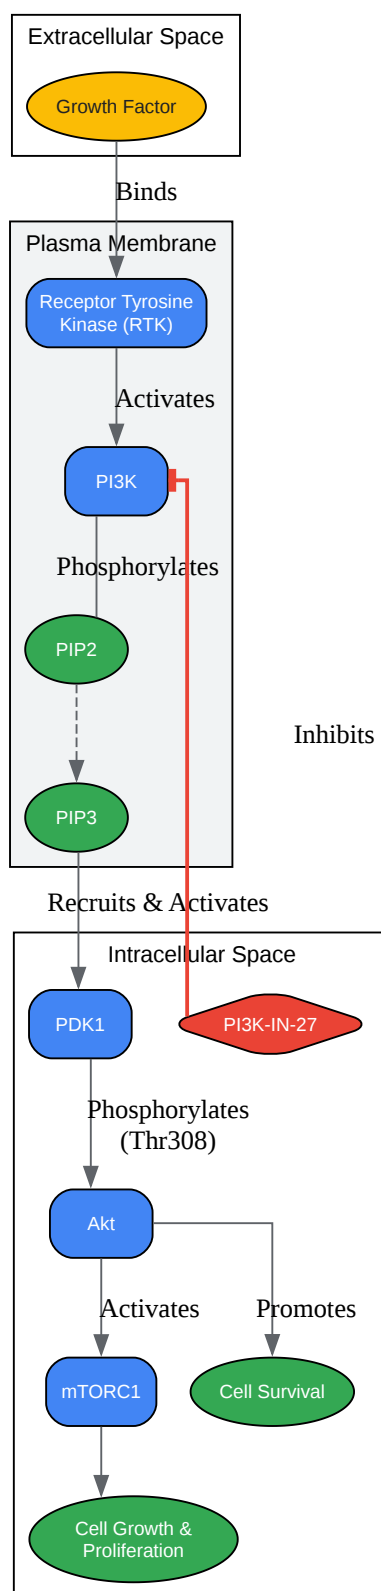 Extracellular Space
Growth Factor
Binds
Plasma Membrane
Receptor Tyrosine
Kinase (RTK)
Activates
PI3K
Phosphorylates
PIP2
Inhibits
PIP3
Recruits & Activates
Intracellular Space
PDK1
PI3K-IN-27
Phosphorylates
(Thr308)
Akt
Activates
Promotes
mTORC1
Cell Survival
Cell Growth &
Proliferation